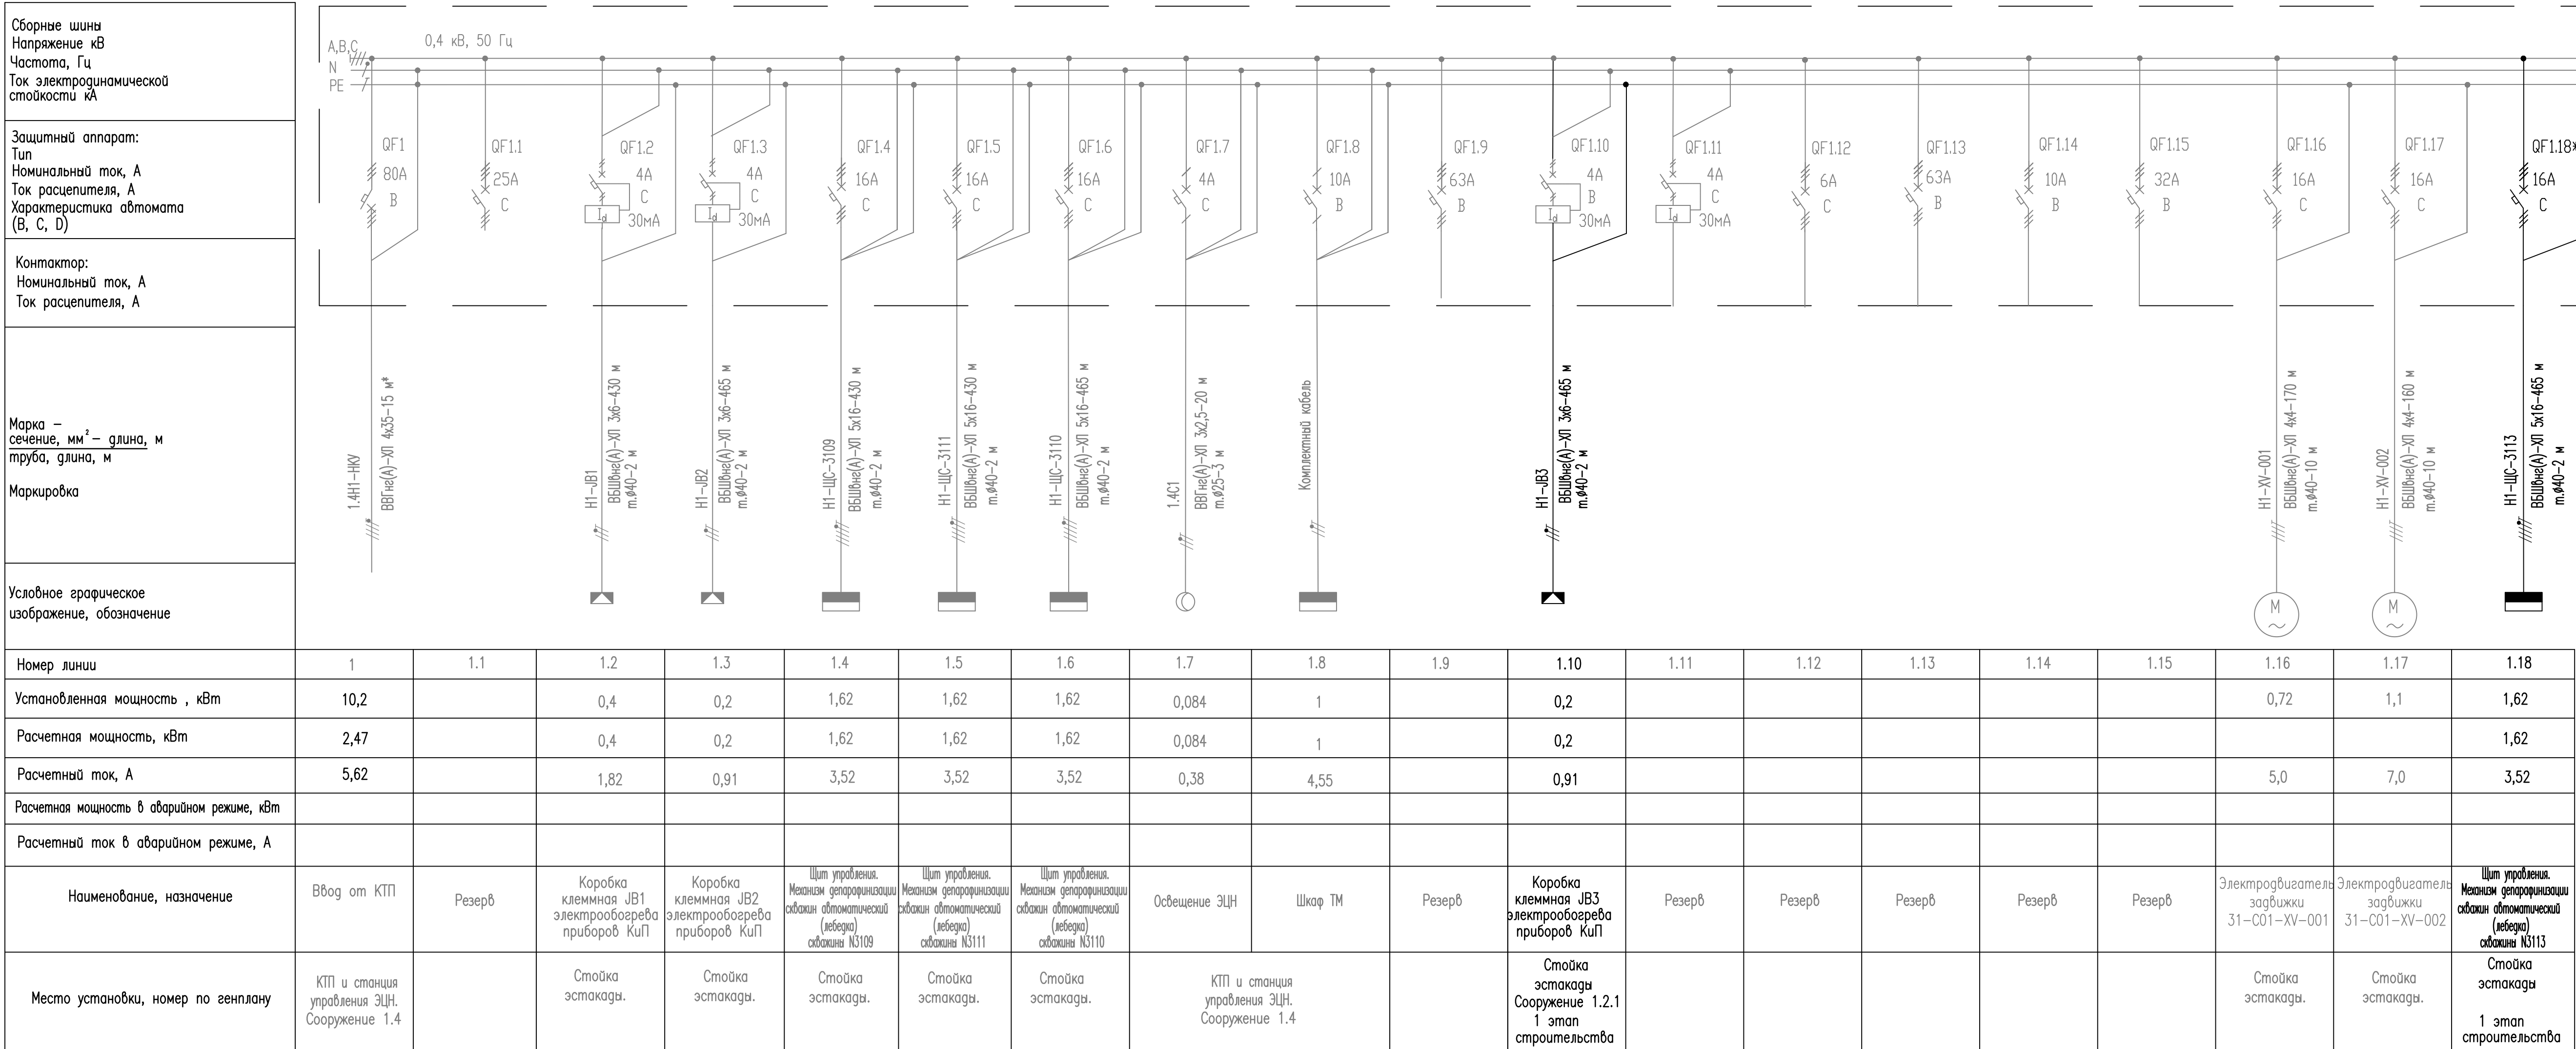 Сборные шины
Напряжение кВ
Частота, Гц
Ток электродинамической
стойкости кА
A,B,C
N
PE
0,4 кВ, 50 Гц
Защитный аппарат:
Тип
Номинальный ток, А
Ток расцепителя, А
Характеристика автомата
(В, С, D)
QF1
80А
В
QF1.1
25А
С
QF1.2
4А
С
Id
30мА
QF1.3
4А
С
Id
30мА
QF1.4
16А
С
QF1.5
16А
С
QF1.6
16А
С
QF1.7
4А
С
QF1.8
10А
В
QF1.9
63А
В
QF1.10
4А
В
Id
30мА
QF1.11
4А
С
Id
30мА
QF1.12
6А
С
QF1.13
63А
В
QF1.14
10А
В
QF1.15
32А
В
QF1.16
16А
С
QF1.17
16А
С
QF1.18*
16А
С
Контактор:
Номинальный ток, А
Ток расцепителя, А
Марка –
сечение, мм² – длина, м
труба, длина, м
Маркировка
1.4Н1-НКУ
ВВГнг(А)-ХЛ 4х35-15 м*
Н1-JB1
ВБШвнг(А)-ХЛ 3х6-430 м
т.ø40-2 м
Н1-JB2
ВБШвнг(А)-ХЛ 3х6-465 м
т.ø40-2 м
Н1-ЩС-3109
ВБШвнг(А)-ХЛ 5х16-430 м
т.ø40-2 м
Н1-ЩС-3111
ВБШвнг(А)-ХЛ 5х16-430 м
т.ø40-2 м
Н1-ЩС-3110
ВБШвнг(А)-ХЛ 5х16-465 м
т.ø40-2 м
1.4С1
ВВГнг(А)-ХЛ 3х2,5-20 м
т.ø25-3 м
Комплектный кабель
Н1-JB3
ВБШвнг(А)-ХЛ 3х6-465 м
т.ø40-2 м
Н1-XV-001
ВБШвнг(А)-ХЛ 4х4-170 м
т.ø40-10 м
Н1-XV-002
ВБШвнг(А)-ХЛ 4х4-160 м
т.ø40-10 м
Н1-ЩС-3113
ВБШвнг(А)-ХЛ 5х16-465 м
т.ø40-2 м
Условное графическое
изображение, обозначение
М
~
М
~
Номер линии 1 1.1 1.2 1.3 1.4 1.5 1.6 1.7 1.8 1.9 1.10 1.11 1.12 1.13 1.14 1.15 1.16 1.17 1.18
Установленная мощность , кВт 10,2 0,4 0,2 1,62 1,62 1,62 0,084 1 0,2 0,72 1,1 1,62
Расчетная мощность, кВт 2,47 0,4 0,2 1,62 1,62 1,62 0,084 1 0,2 1,62
Расчетный ток, А 5,62 1,82 0,91 3,52 3,52 3,52 0,38 4,55 0,91 5,0 7,0 3,52
Расчетная мощность в аварийном режиме, кВт
Расчетный ток в аварийном режиме, А
Наименование, назначение
Ввод от КТП
Резерв
Коробка
клеммная JB1
электрообогрева
приборов КиП
Коробка
клеммная JB2
электрообогрева
приборов КиП
Щит управления.
Механизм депарафинизации
скважин автоматический
(лебедка)
скважины N3109
Щит управления.
Механизм депарафинизации
скважин автоматический
(лебедка)
скважины N3111
Щит управления.
Механизм депарафинизации
скважин автоматический
(лебедка)
скважины N3110
Освещение ЭЦН
Шкаф ТМ
Резерв
Коробка
клеммная JB3
электрообогрева
приборов КиП
Резерв
Резерв
Резерв
Резерв
Резерв
Электродвигатель
задвижки
31-С01-XV-001
Электродвигатель
задвижки
31-С01-XV-002
Щит управления.
Механизм депарафинизации
скважин автоматический
(лебедка)
скважины N3113
Место установки, номер по генплану
КТП и станция
управления ЭЦН.
Сооружение 1.4
Стойка
эстакады.
Стойка
эстакады.
Стойка
эстакады.
Стойка
эстакады.
Стойка
эстакады.
КТП и станция
управления ЭЦН.
Сооружение 1.4
Стойка
эстакады
Сооружение 1.2.1
1 этап
строительства
Стойка
эстакады.
Стойка
эстакады.
Стойка
эстакады
1 этап
строительства